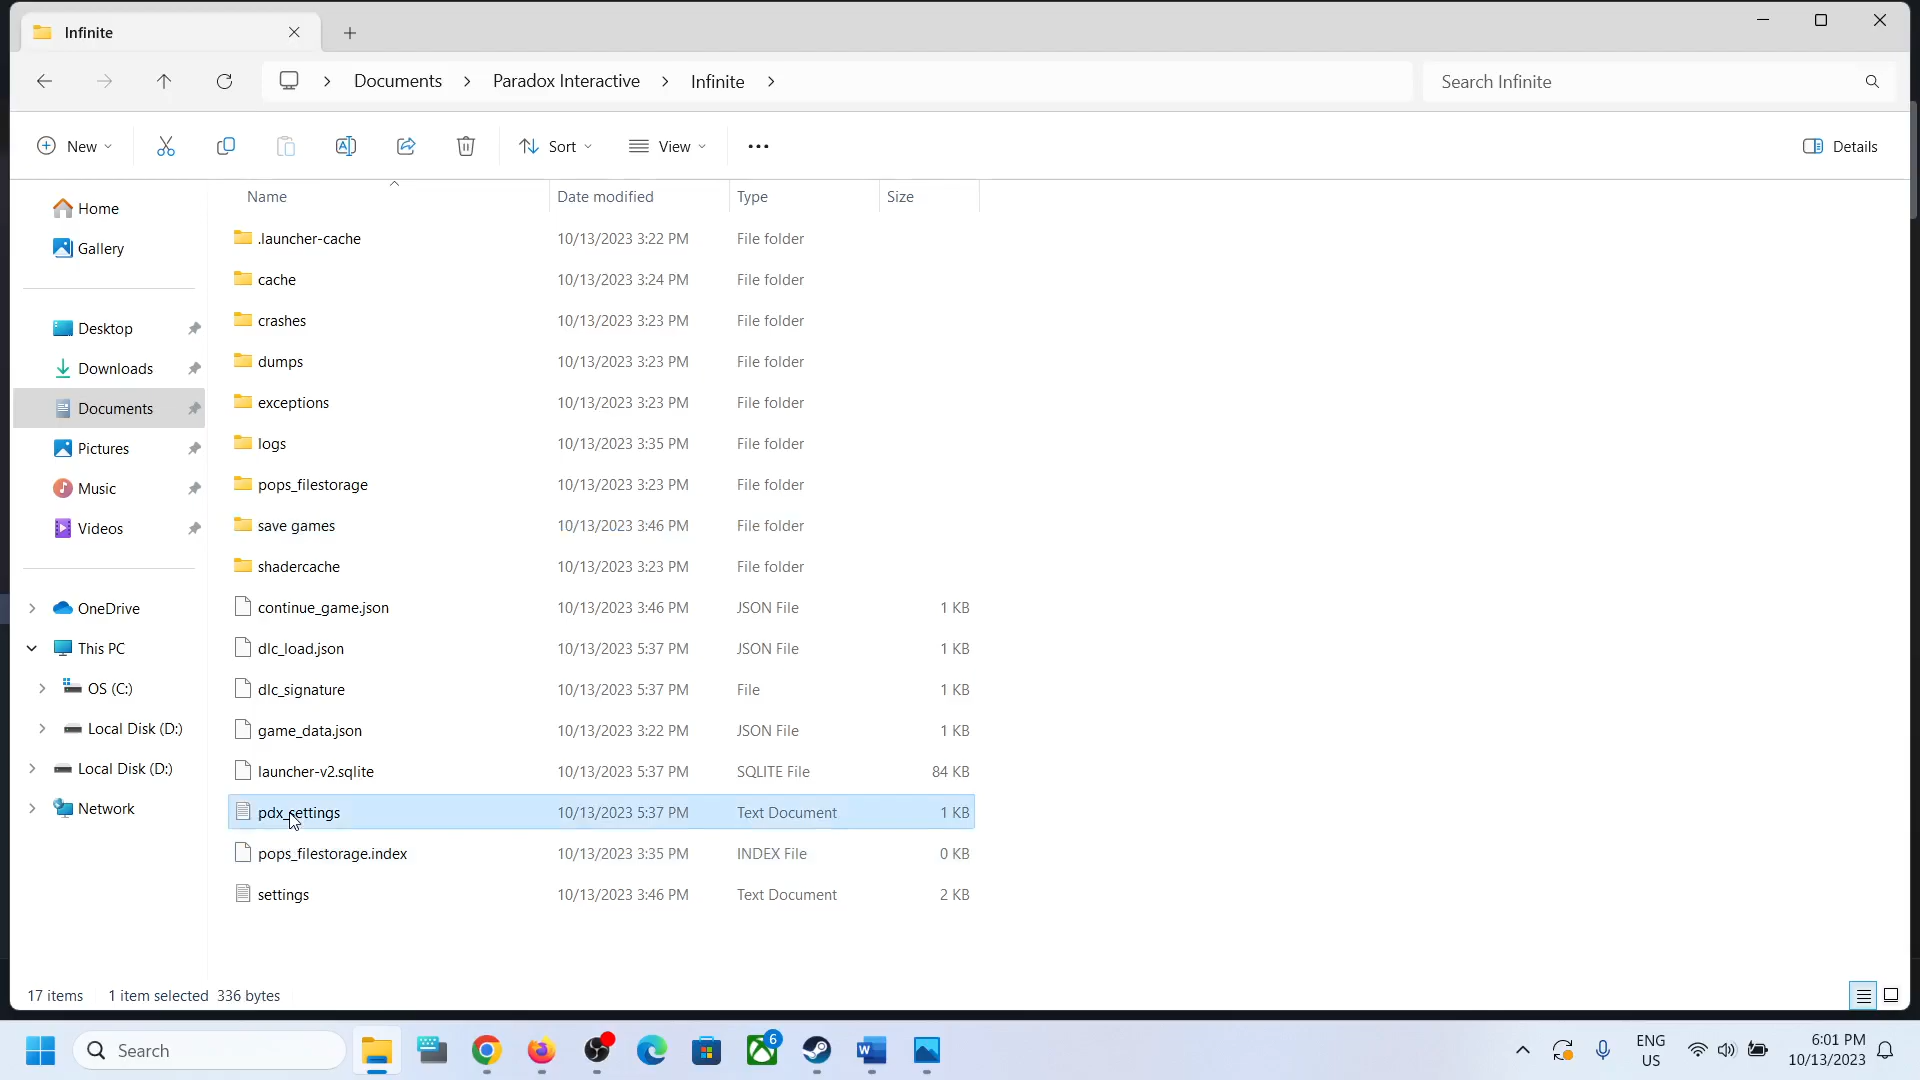 Infinite
Documents
Paradox Interactive
Infinite
Search Infinite
New
Sort
View
Details
Name
Date modified
Type
Size
Home
Gallery
Desktop
Downloads
Documents
Pictures
Music
Videos
OneDrive
This PC
OS (C:)
Local Disk (D:)
Local Disk (D:)
Network
.launcher-cache 10/13/2023 3:22 PM File folder
cache 10/13/2023 3:24 PM File folder
crashes 10/13/2023 3:23 PM File folder
dumps 10/13/2023 3:23 PM File folder
exceptions 10/13/2023 3:23 PM File folder
logs 10/13/2023 3:35 PM File folder
pops_filestorage 10/13/2023 3:23 PM File folder
save games 10/13/2023 3:46 PM File folder
shadercache 10/13/2023 3:23 PM File folder
continue_game.json 10/13/2023 3:46 PM JSON File 1 KB
dlc_load.json 10/13/2023 5:37 PM JSON File 1 KB
dlc_signature 10/13/2023 5:37 PM File 1 KB
game_data.json 10/13/2023 3:22 PM JSON File 1 KB
launcher-v2.sqlite 10/13/2023 5:37 PM SQLITE File 84 KB
pdx_settings 10/13/2023 5:37 PM Text Document 1 KB
pops_filestorage.index 10/13/2023 3:35 PM INDEX File 0 KB
settings 10/13/2023 3:46 PM Text Document 2 KB
17 items 1 item selected 336 bytes
Search
6
W
ENG
US
6:01 PM
10/13/2023